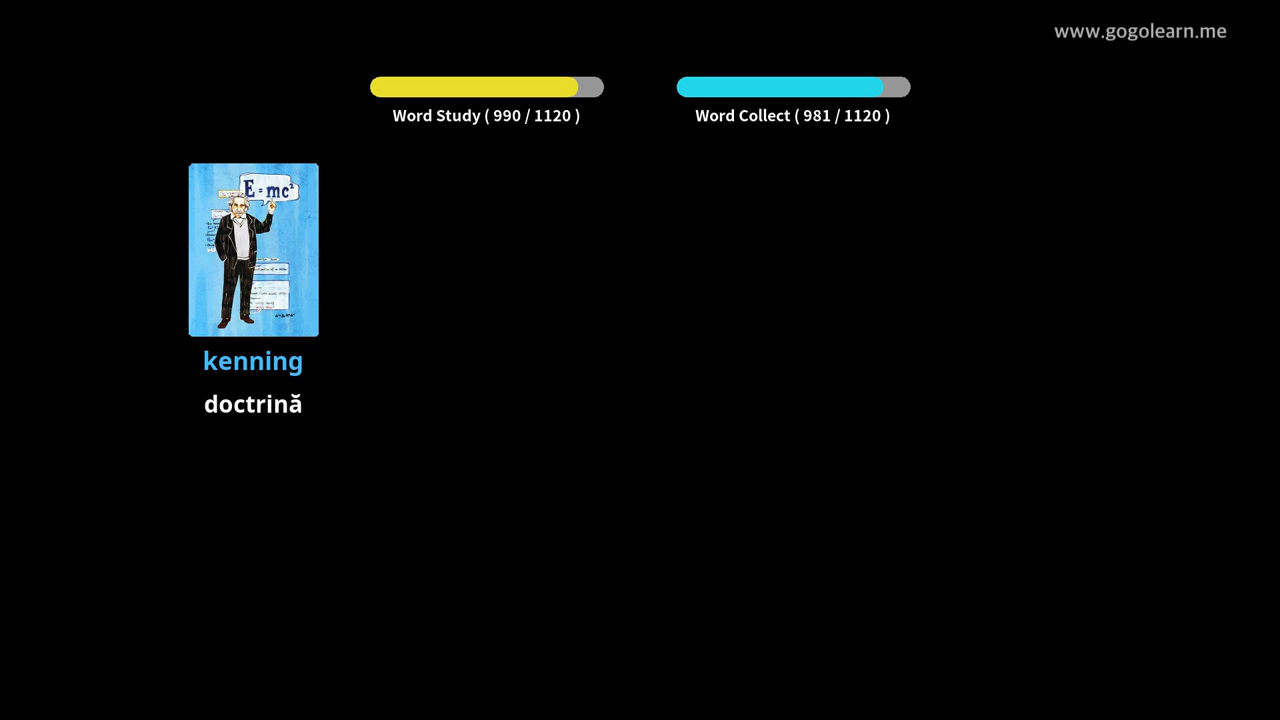 www.gogolearn.me
Word Study ( 990 / 1120 )
Word Collect ( 981 / 1120 )
E = mc²
kenning
doctrină